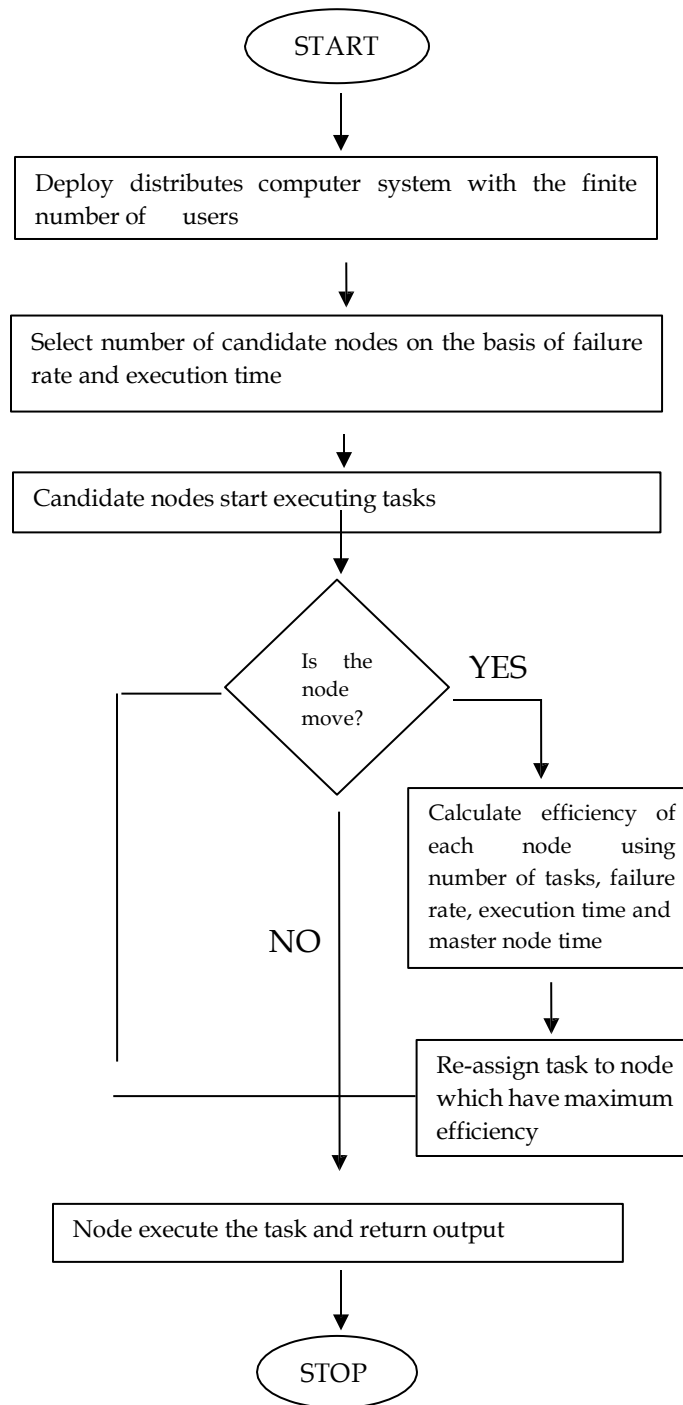 START
Deploy distributes computer system with the finite
number of users
Select number of candidate nodes on the basis of failure
rate and execution time
Candidate nodes start executing tasks
Is the
node
move?
YES
Calculate efficiency of
each node using
number of tasks, failure
rate, execution time and
master node time
NO
Re-assign task to node
which have maximum
efficiency
Node execute the task and return output
STOP